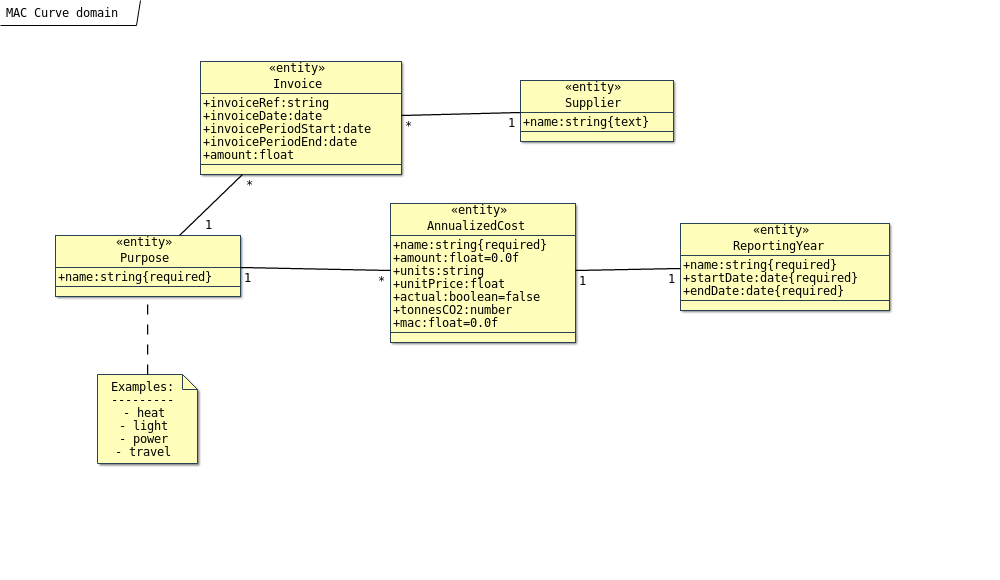 MAC Curve domain
«entity»
Invoice
+invoiceRef:string
+invoiceDate:date
+invoicePeriodStart:date
+invoicePeriodEnd:date
+amount:float
*
1
«entity»
Supplier
+name:string{text}
*
1
«entity»
Purpose
+name:string{required}
1
*
«entity»
AnnualizedCost
+name:string{required}
+amount:float=0.0f
+units:string
+unitPrice:float
+actual:boolean=false
+tonnesCO2:number
+mac:float=0.0f
1
1
«entity»
ReportingYear
+name:string{required}
+startDate:date{required}
+endDate:date{required}
Examples:
---------
- heat
- light
- power
- travel